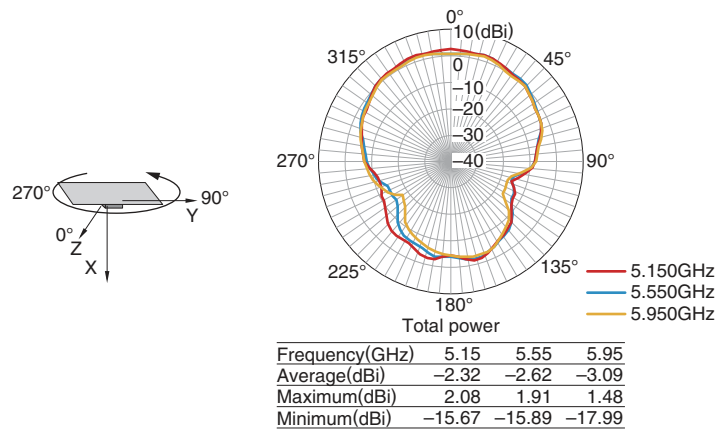 0°
10(dBi)
315°
45°
0
−10
−20
−30
−40
270°
90°
270°
90°
Y
0°
Z
X
225°
135°
180°
Total power
5.150GHz
5.550GHz
5.950GHz
Frequency(GHz) 5.15 5.55 5.95
Average(dBi) −2.32 −2.62 −3.09
Maximum(dBi) 2.08 1.91 1.48
Minimum(dBi) −15.67 −15.89 −17.99